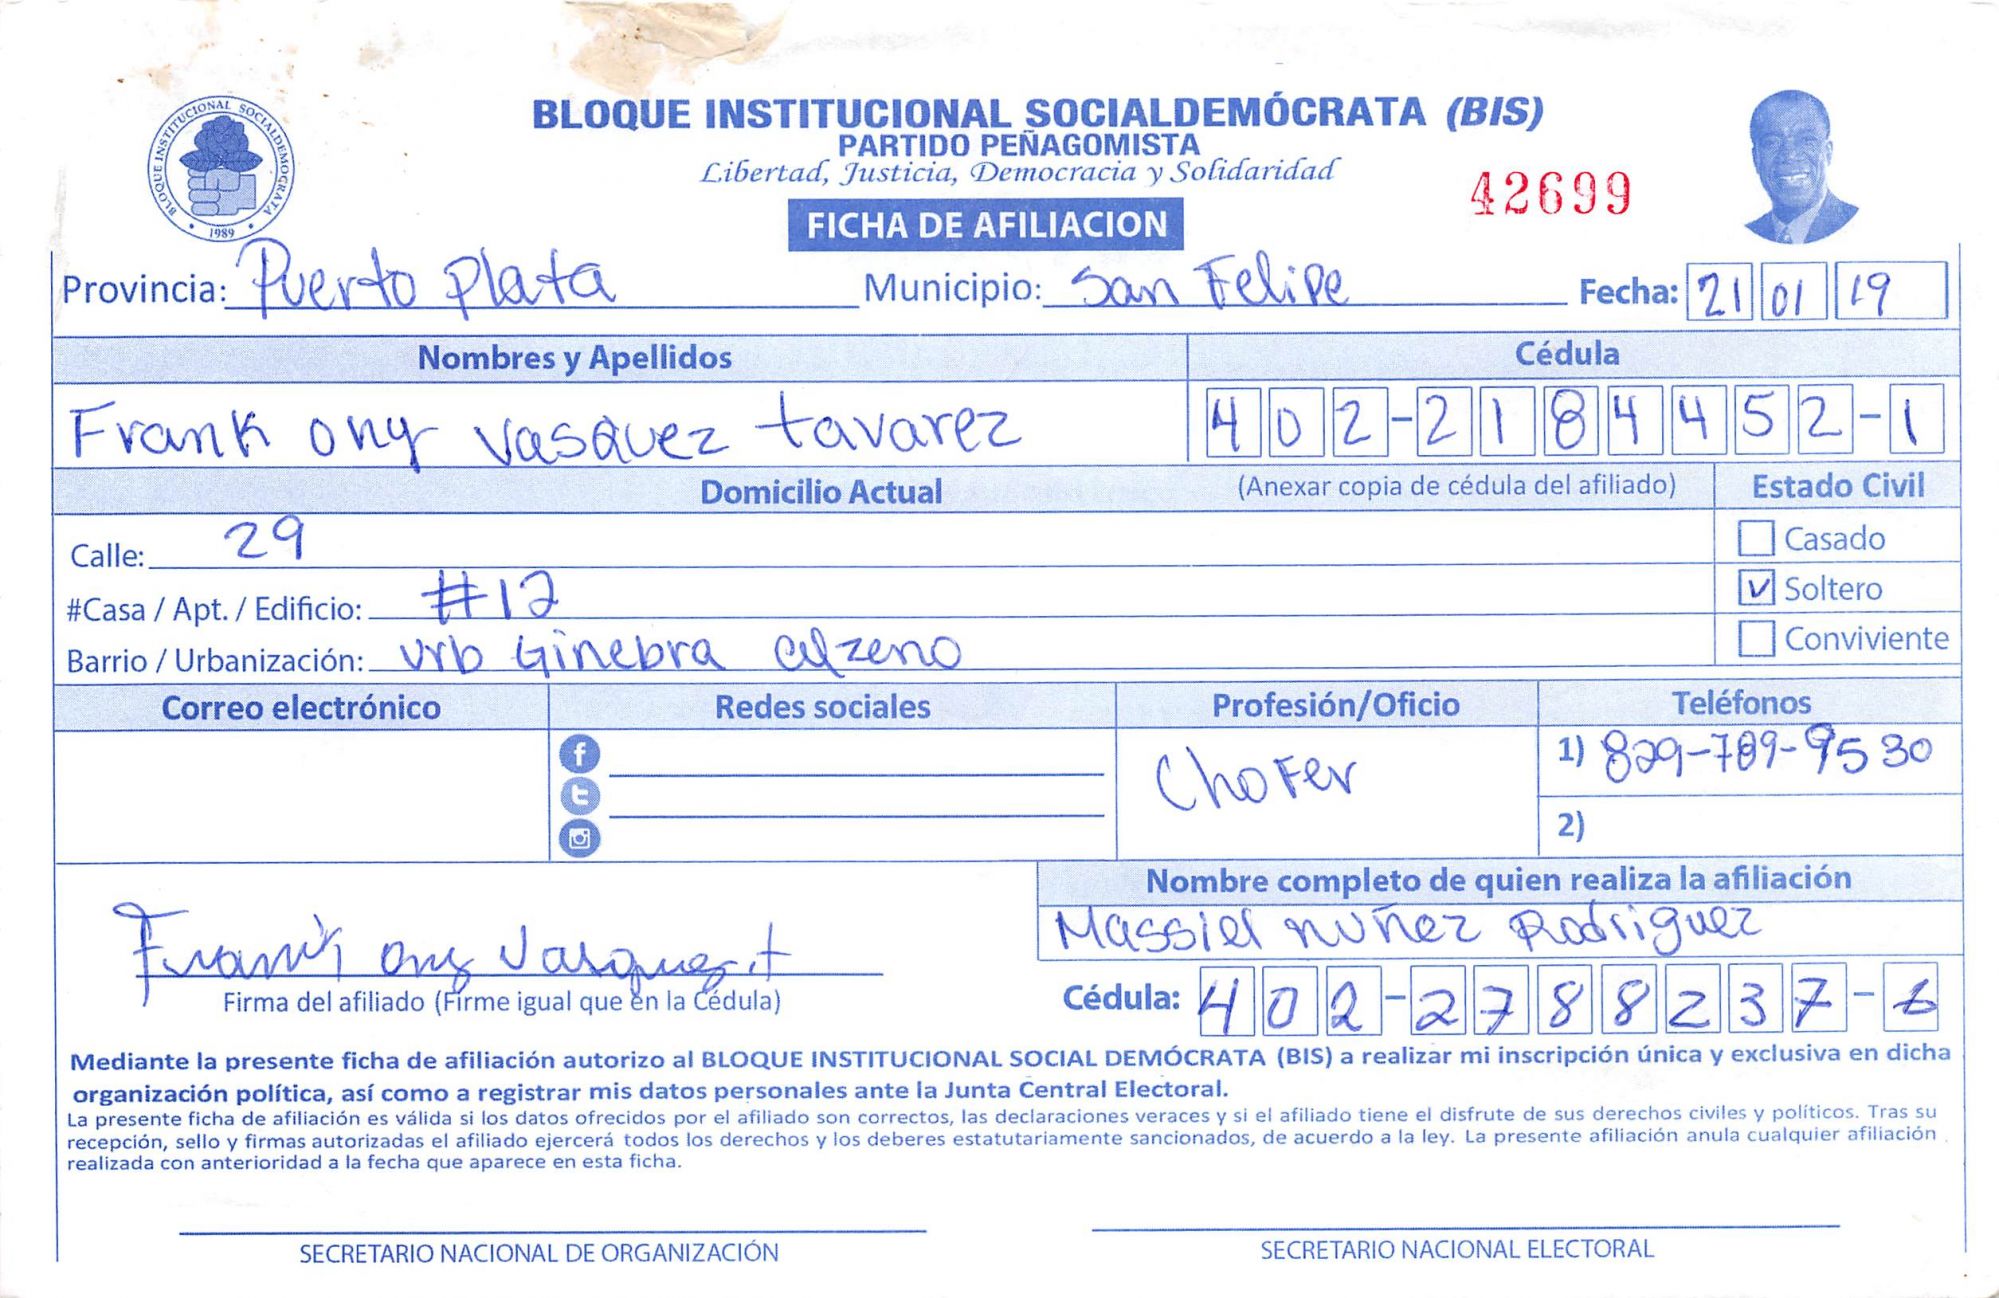 BLOQUE INSTITUCIONAL SOCIALDEMOCRATA
1989
BLOQUE INSTITUCIONAL SOCIALDEMÓCRATA (BIS)
PARTIDO PEÑAGOMISTA
Libertad, Justicia, Democracia y Solidaridad
42699
FICHA DE AFILIACION
Provincia: Puerto Plata Municipio: San Felipe Fecha: 21 01 19
Nombres y Apellidos Cédula
Frank ony vasquez tavarez 402-2184452-1
Domicilio Actual (Anexar copia de cédula del afiliado) Estado Civil
Calle: 29 Casado
#Casa / Apt. / Edificio: #12 V Soltero
Barrio / Urbanización: Urb Ginebra alzeno Conviviente
Correo electrónico Redes sociales Profesión/Oficio Teléfonos
Chofer 1) 829-789-9530
2)
Nombre completo de quien realiza la afiliación
Massiel nuñez Rodriguez
Frank ony Vasquez t
Firma del afiliado (Firme igual que en la Cédula) Cédula: 402-2788237-6
Mediante la presente ficha de afiliación autorizo al BLOQUE INSTITUCIONAL SOCIAL DEMÓCRATA (BIS) a realizar mi inscripción única y exclusiva en dicha
organización política, así como a registrar mis datos personales ante la Junta Central Electoral.
La presente ficha de afiliación es válida si los datos ofrecidos por el afiliado son correctos, las declaraciones veraces y si el afiliado tiene el disfrute de sus derechos civiles y políticos. Tras su
recepción, sello y firmas autorizadas el afiliado ejercerá todos los derechos y los deberes estatutariamente sancionados, de acuerdo a la ley. La presente afiliación anula cualquier afiliación
realizada con anterioridad a la fecha que aparece en esta ficha.
SECRETARIO NACIONAL DE ORGANIZACIÓN SECRETARIO NACIONAL ELECTORAL